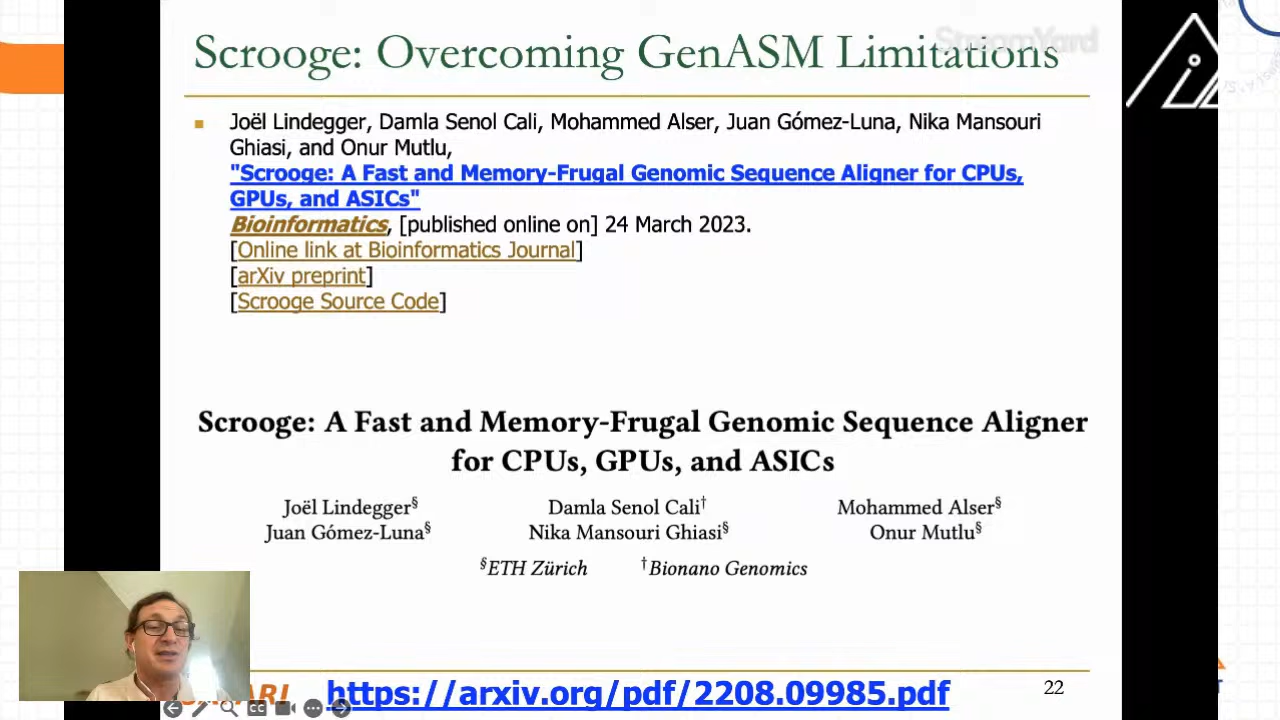 Scrooge: Overcoming GenASM Limitations
StreamYard
Joël Lindegger, Damla Senol Cali, Mohammed Alser, Juan Gómez-Luna, Nika Mansouri
Ghiasi, and Onur Mutlu,
"Scrooge: A Fast and Memory-Frugal Genomic Sequence Aligner for CPUs,
GPUs, and ASICs"
Bioinformatics, [published online on] 24 March 2023.
[Online link at Bioinformatics Journal]
[arXiv preprint]
[Scrooge Source Code]
Scrooge: A Fast and Memory-Frugal Genomic Sequence Aligner
for CPUs, GPUs, and ASICs
Joël Lindegger§ Damla Senol Cali† Mohammed Alser§
Juan Gómez-Luna§ Nika Mansouri Ghiasi§ Onur Mutlu§
§ETH Zürich †Bionano Genomics
https://arxiv.org/pdf/2208.09985.pdf
22
CC